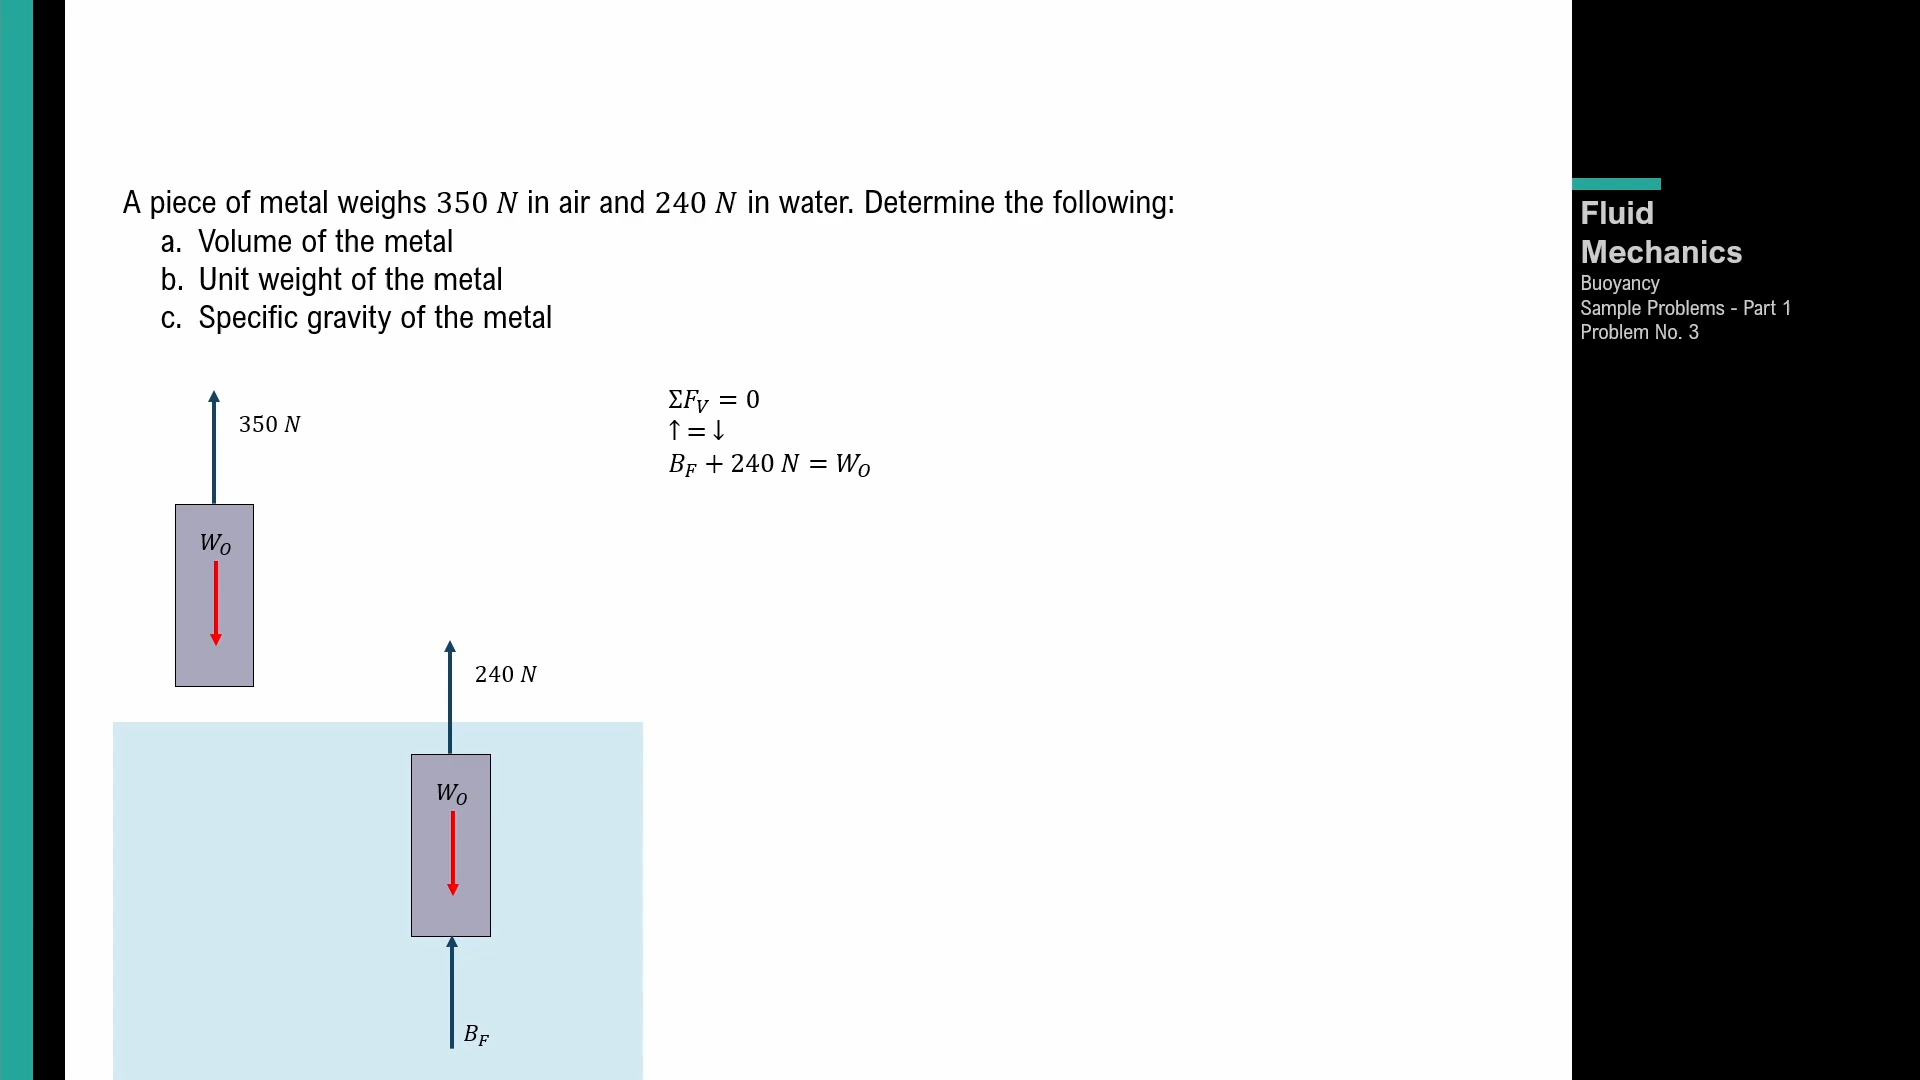 A piece of metal weighs 350 N in air and 240 N in water. Determine the following:
a. Volume of the metal
b. Unit weight of the metal
c. Specific gravity of the metal
350 N
W_O
240 N
W_O
B_F
ΣF_V = 0
↑ = ↓
B_F + 240 N = W_O
Fluid
Mechanics
Buoyancy
Sample Problems - Part 1
Problem No. 3